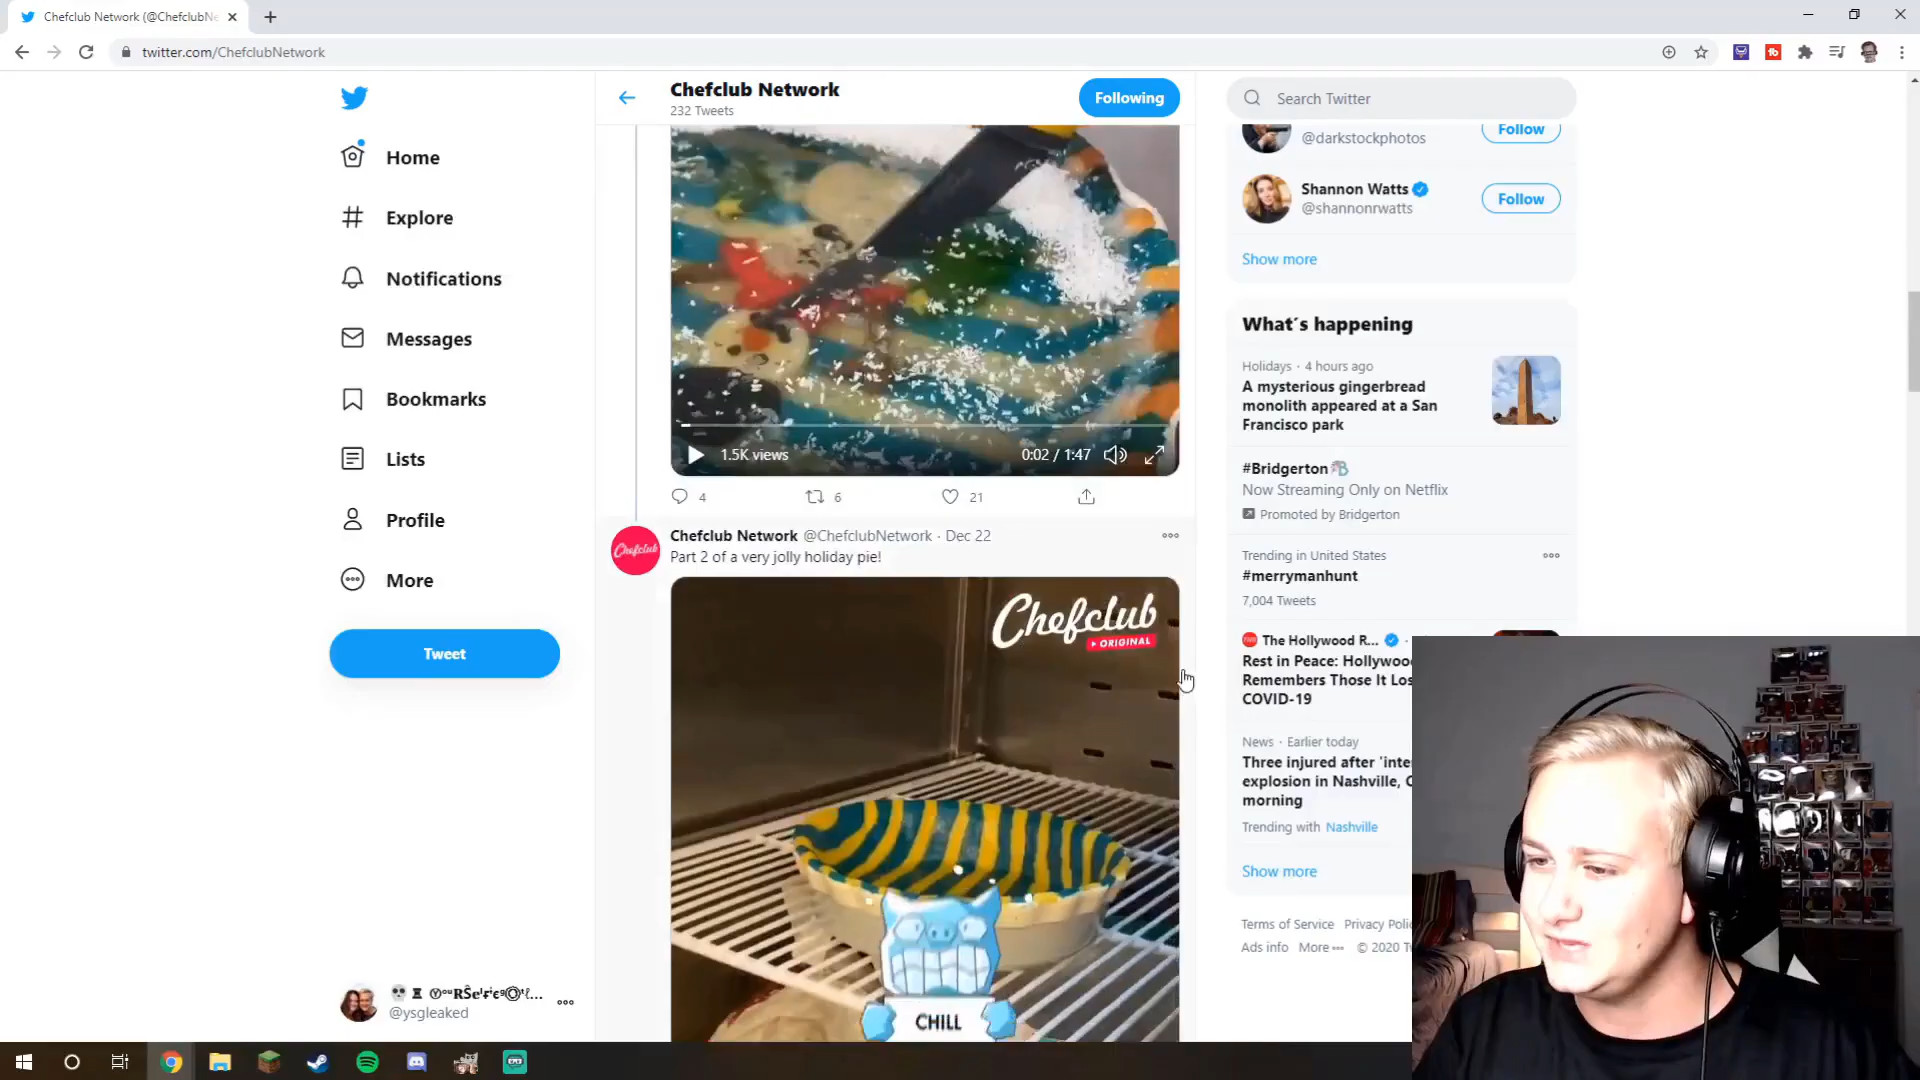 Chefclub Network (@ChefclubNe
twitter.com/ChefclubNetwork
Home
Explore
Notifications
Messages
Bookmarks
Lists
Profile
More
Tweet
@ysgleaked
Chefclub Network
232 Tweets
Following
1.5K views
0:02 / 1:47
4
6
21
Chefclub
Chefclub Network @ChefclubNetwork · Dec 22
Part 2 of a very jolly holiday pie!
Chefclub
ORIGINAL
CHILL
Search Twitter
@darkstockphotos
Follow
Shannon Watts
@shannonrwatts
Follow
Show more
What's happening
Holidays · 4 hours ago
A mysterious gingerbread
monolith appeared at a San
Francisco park
#Bridgerton
Now Streaming Only on Netflix
Promoted by Bridgerton
Trending in United States
#merrymanhunt
7,004 Tweets
The Hollywood R... ·
Rest in Peace: Hollywoo
Remembers Those It Los
COVID-19
News · Earlier today
Three injured after 'inte
explosion in Nashville, C
morning
Trending with Nashville
Show more
Terms of Service Privacy Polic
Ads info More ··· © 2020 T